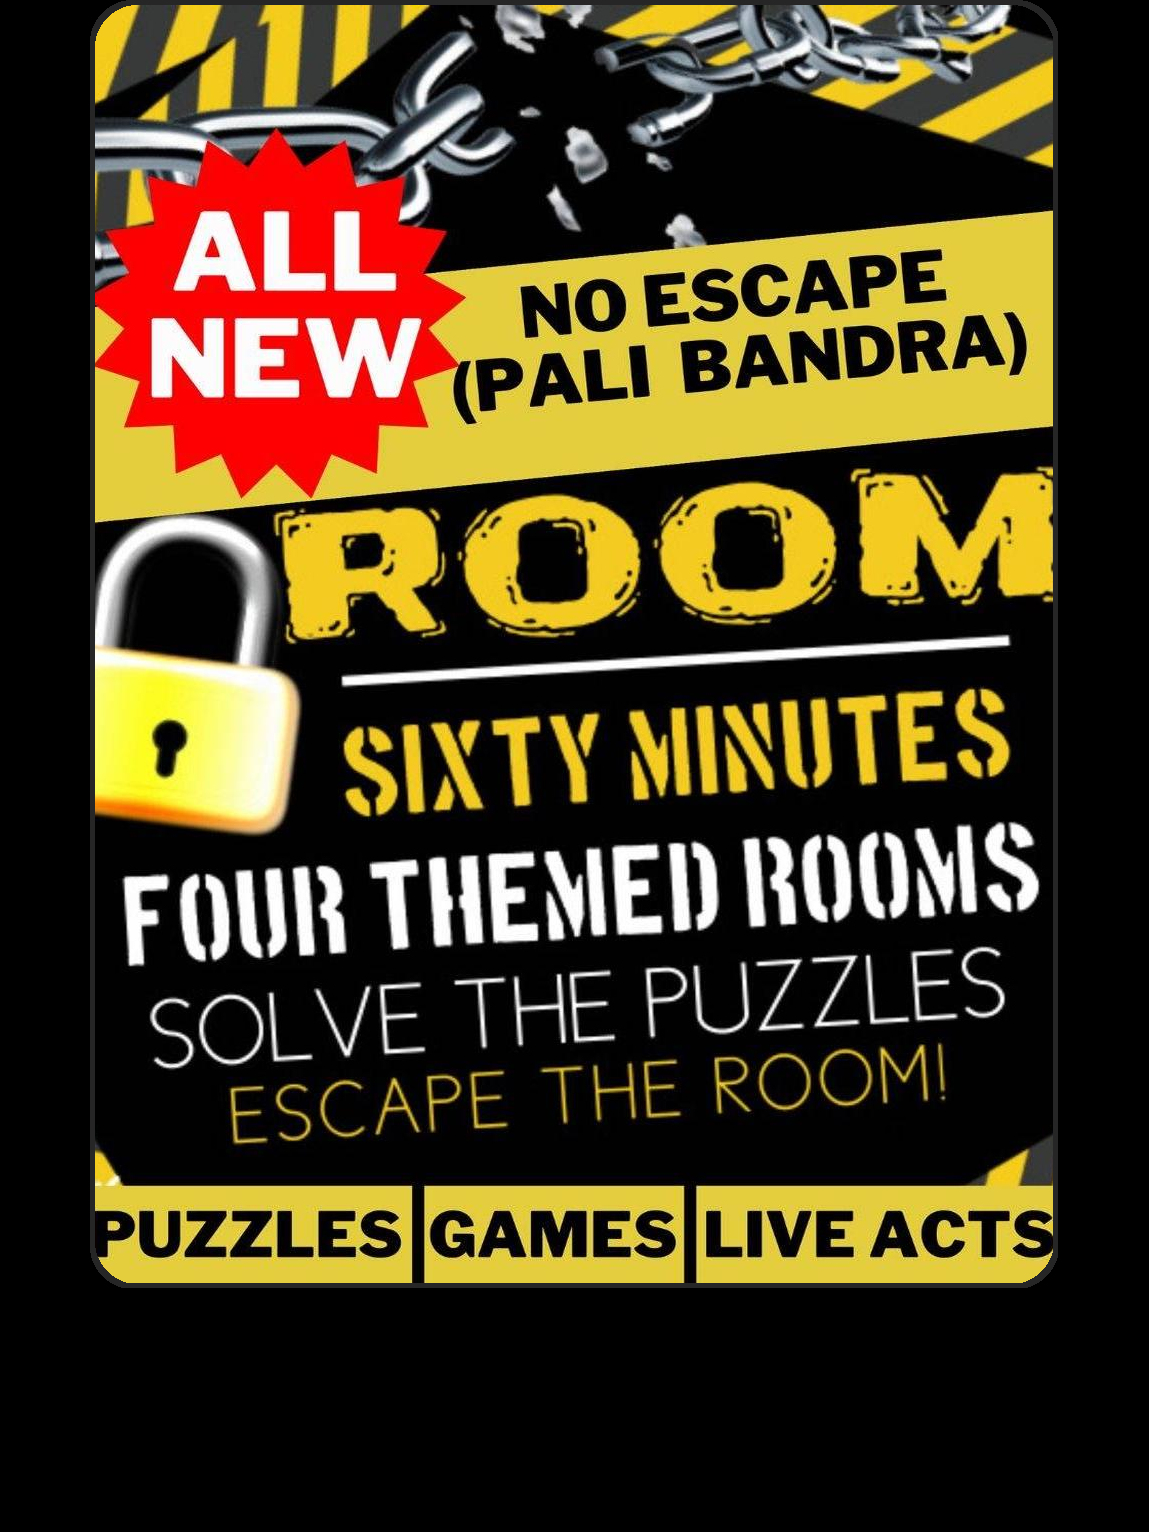 ALL
NEW
NO ESCAPE
(PALI BANDRA)
ROOM
SIXTY MINUTES
FOUR THEMED ROOMS
SOLVE THE PUZZLES
ESCAPE THE ROOM!
PUZZLES GAMES LIVE ACTS